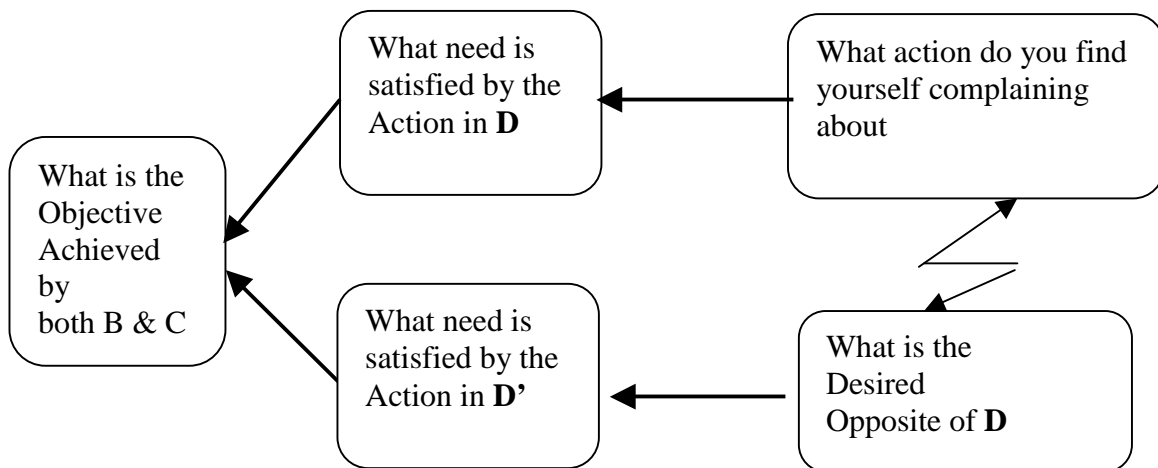 What need is
satisfied by the
Action in D
What action do you find
yourself complaining
about
What is the
Objective
Achieved
by
both B & C
What need is
satisfied by the
Action in D’
What is the
Desired
Opposite of D